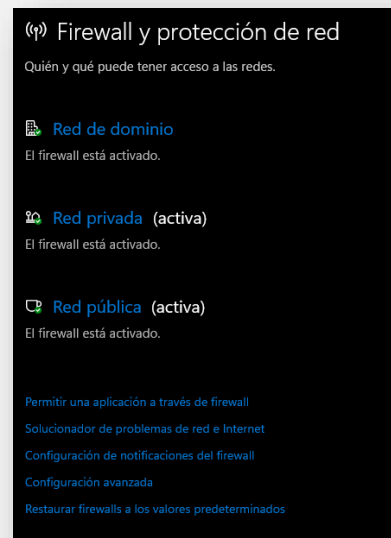 Firewall y protección de red
Quién y qué puede tener acceso a las redes.
Red de dominio
El firewall está activado.
Red privada (activa)
El firewall está activado.
Red pública (activa)
El firewall está activado.
Permitir una aplicación a través de firewall
Solucionador de problemas de red e Internet
Configuración de notificaciones del firewall
Configuración avanzada
Restaurar firewalls a los valores predeterminados